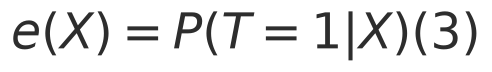 e(X) = P(T = 1|X)(3)